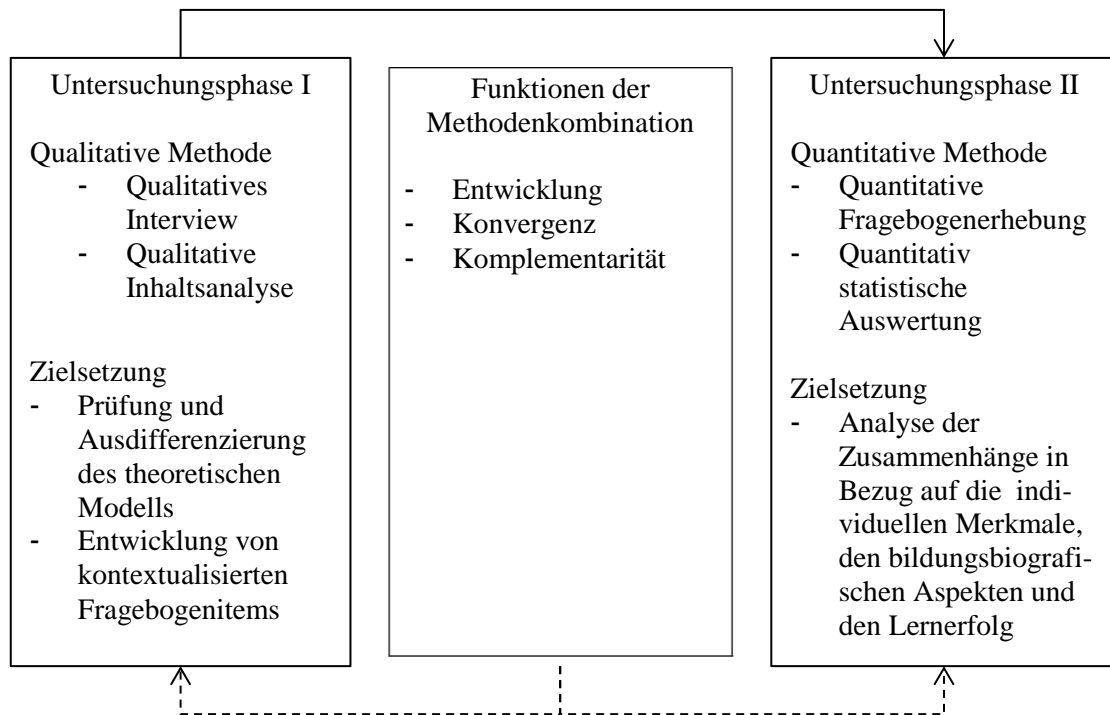 Untersuchungsphase I
Qualitative Methode
- Qualitatives
Interview
- Qualitative
Inhaltsanalyse
Zielsetzung
- Prüfung und
Ausdifferenzierung
des theoretischen
Modells
- Entwicklung von
kontextualisierten
Fragebogenitems
Funktionen der
Methodenkombination
- Entwicklung
- Konvergenz
- Komplementarität
Untersuchungsphase II
Quantitative Methode
- Quantitative
Fragebogenerhebung
- Quantitativ
statistische
Auswertung
Zielsetzung
- Analyse der
Zusammenhänge in
Bezug auf die indi-
viduellen Merkmale,
den bildungsbiografi-
schen Aspekten und
den Lernerfolg